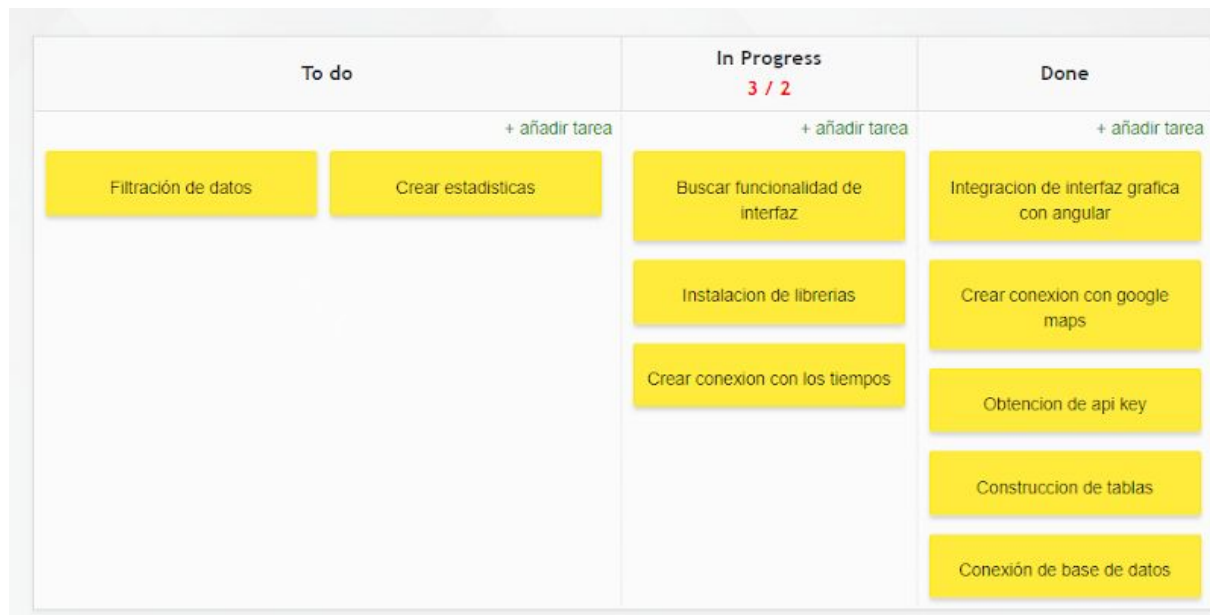 To do
In Progress
3 / 2
Done
+ añadir tarea
+ añadir tarea
+ añadir tarea
Filtración de datos
Crear estadisticas
Buscar funcionalidad de
interfaz
Instalacion de librerias
Crear conexion con los tiempos
Integracion de interfaz grafica
con angular
Crear conexion con google
maps
Obtencion de api key
Construccion de tablas
Conexión de base de datos